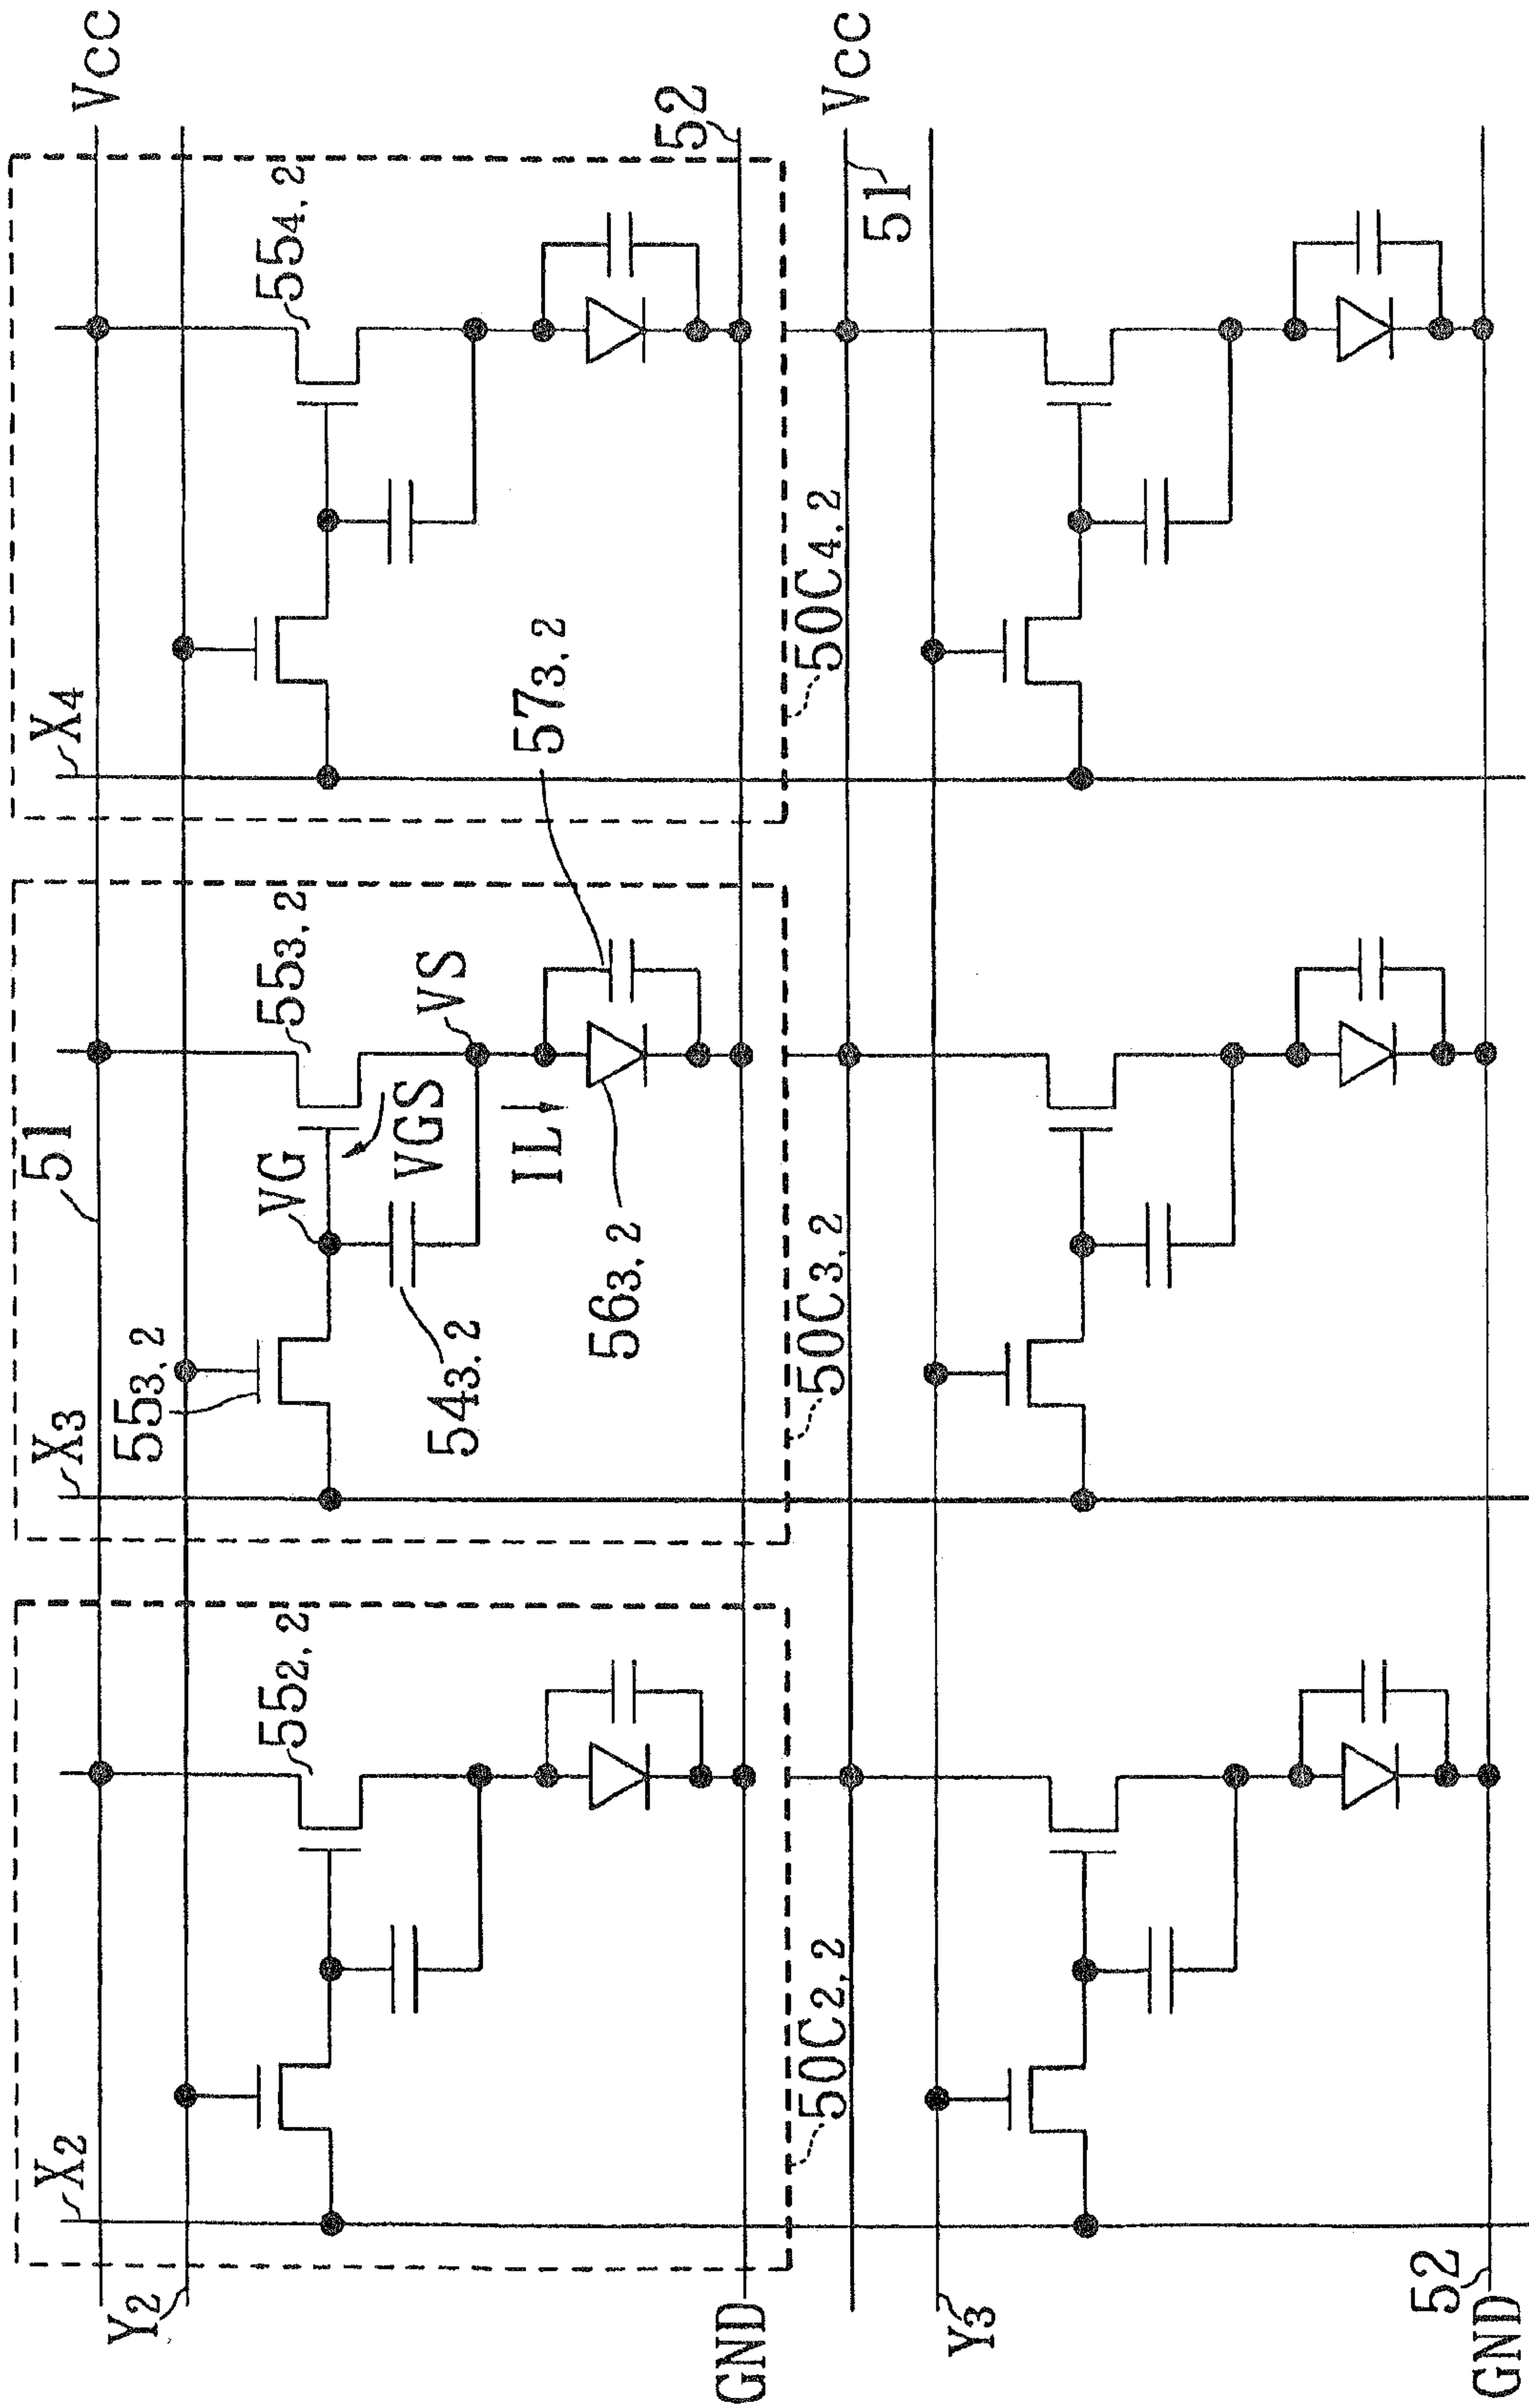 X2
X3
51
X4
VCC
Y2
553,2
VG
553,2
552,2
554,2
VGS
VS
543,2
IL
563,2
573,2
52
GND
50C2,2
50C3,2
50C4,2
51
VCC
Y3
52
GND